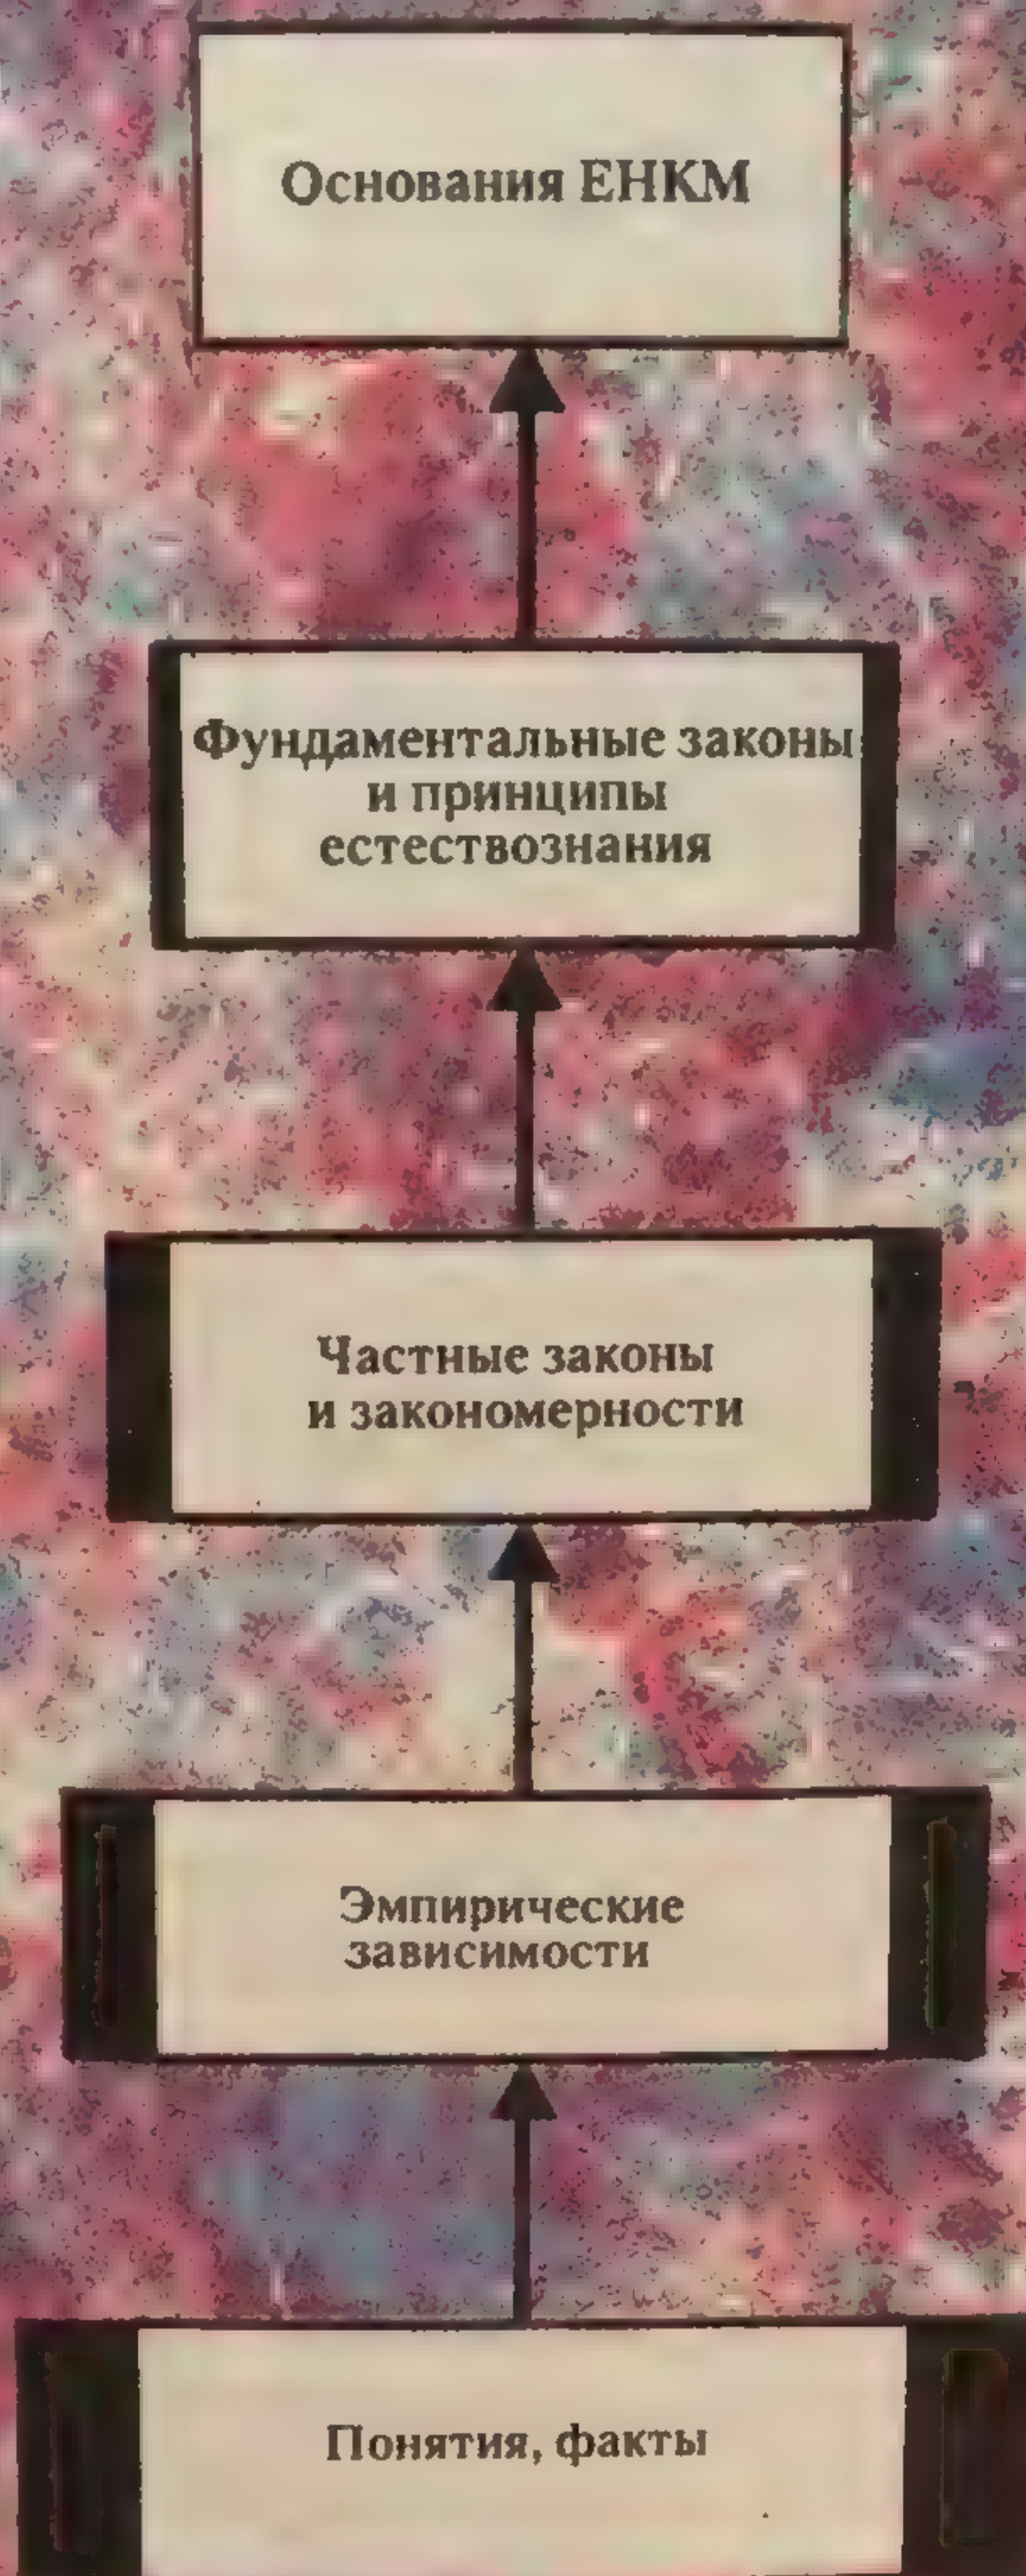 Основания ЕНКМ
Фундаментальные законы
и принципы
естествознания
Частные законы
и закономерности
Эмпирические
зависимости
Понятия, факты